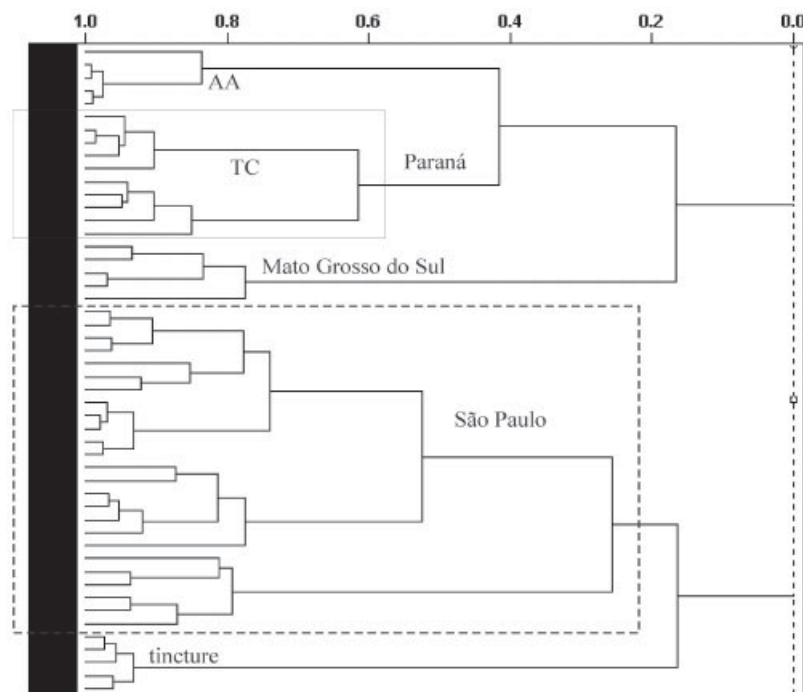 1.0 0.8 0.6 0.4 0.2 0.0
AA
TC
Paraná
Mato Grosso do Sul
São Paulo
tincture